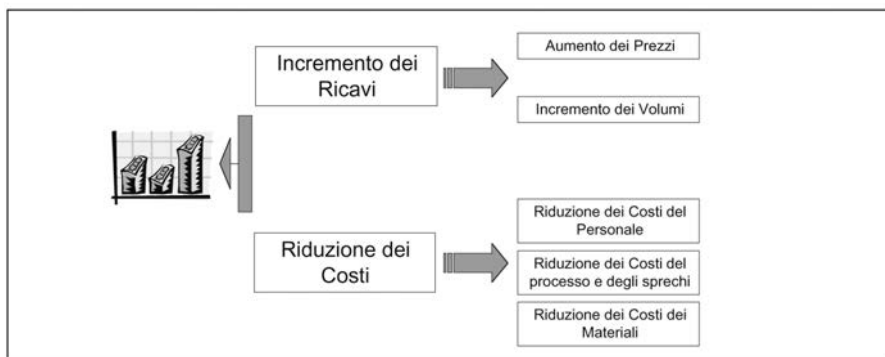 Incremento dei
Ricavi
Aumento dei Prezzi
Incremento dei Volumi
Riduzione dei
Costi
Riduzione dei Costi del
Personale
Riduzione dei Costi del
processo e degli sprechi
Riduzione dei Costi dei
Materiali